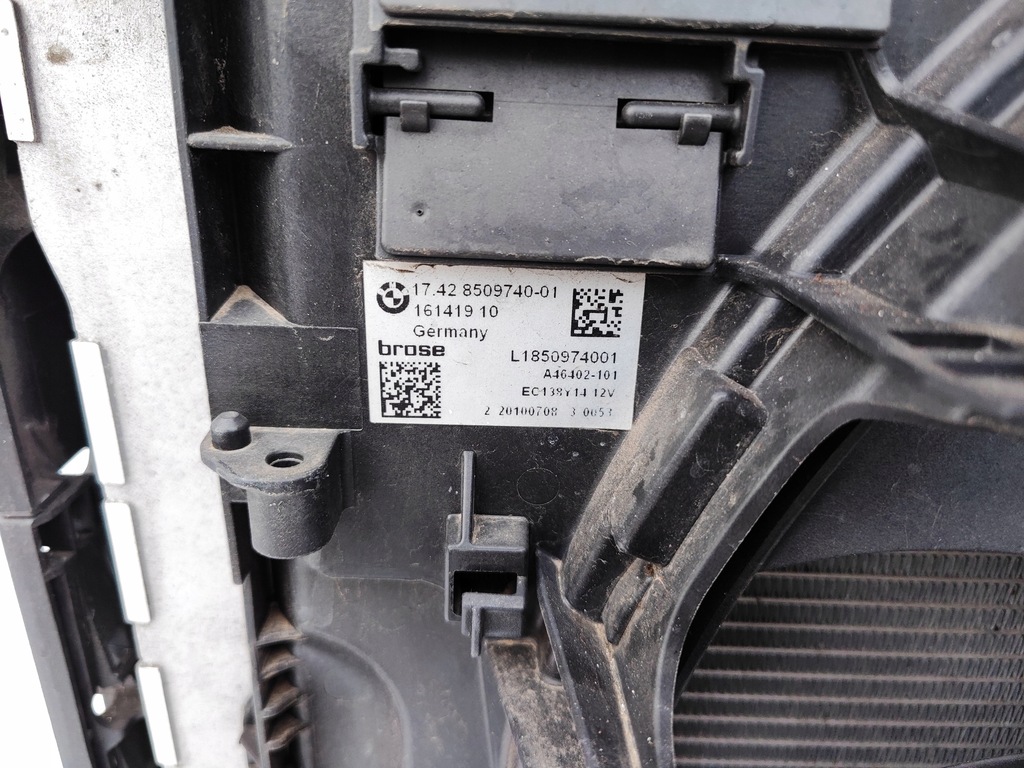 17.42 8509740-01
161419 10
Germany
brose
L1850974001
A46402-101
EC138Y14 12V
2 20100708 3 0053